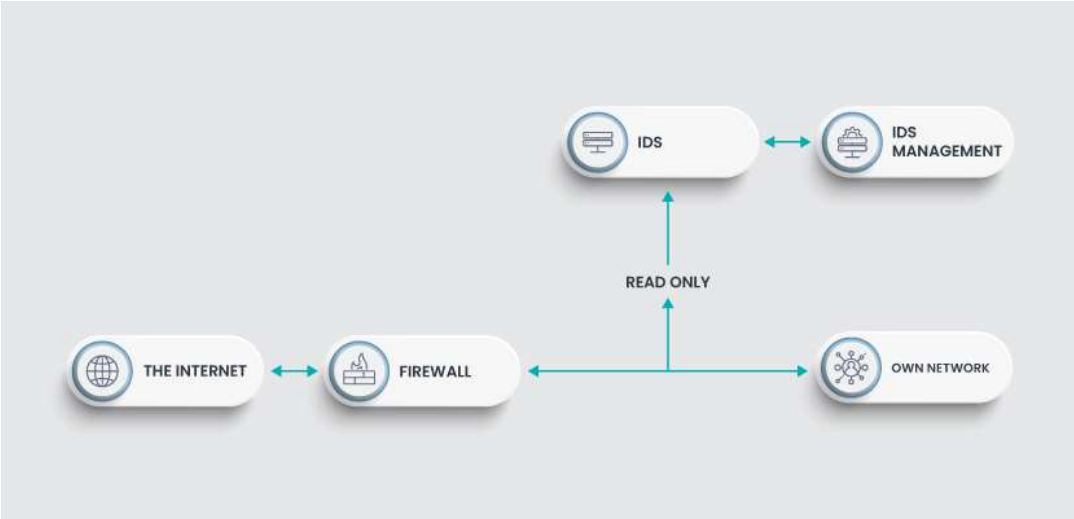 IDS
IDS
MANAGEMENT
READ ONLY
THE INTERNET
FIREWALL
OWN NETWORK